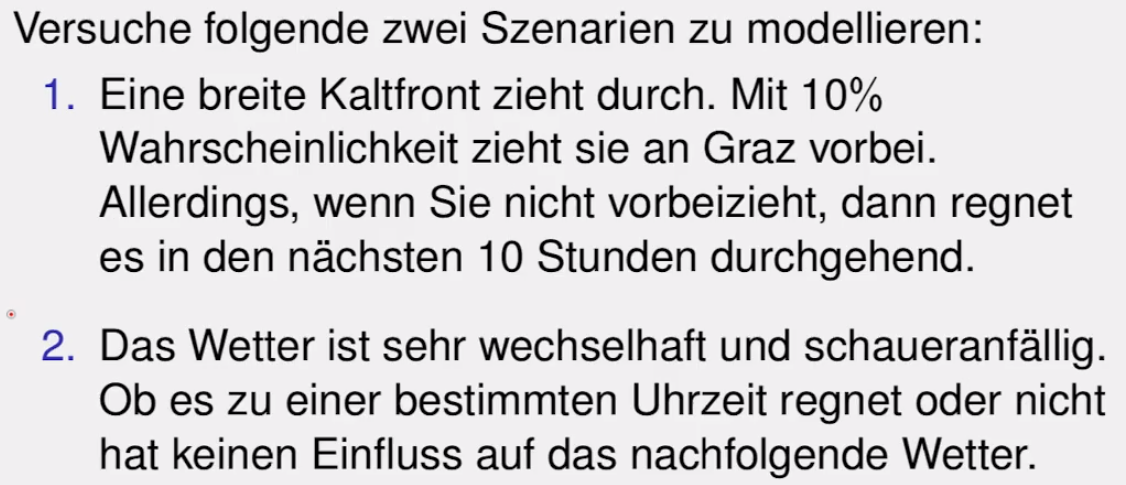 Versuche folgende zwei Szenarien zu modellieren:
1. Eine breite Kaltfront zieht durch. Mit 10%
Wahrscheinlichkeit zieht sie an Graz vorbei.
Allerdings, wenn Sie nicht vorbeizieht, dann regnet
es in den nächsten 10 Stunden durchgehend.
2. Das Wetter ist sehr wechselhaft und schaueranfällig.
Ob es zu einer bestimmten Uhrzeit regnet oder nicht
hat keinen Einfluss auf das nachfolgende Wetter.